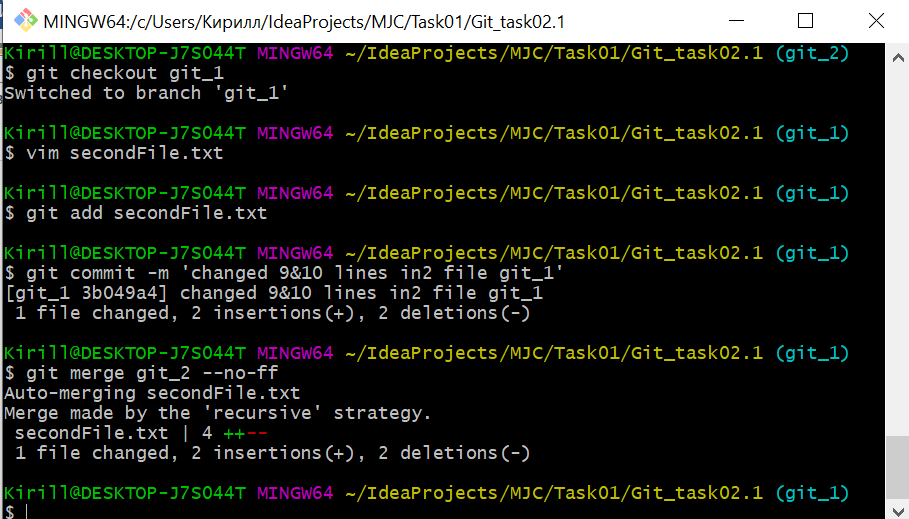 MINGW64:/c/Users/Кирилл/IdeaProjects/MJC/Task01/Git_task02.1
Kirill@DESKTOP-J7SO44T MINGW64 ~/IdeaProjects/MJC/Task01/Git_task02.1 (git_2)
$ git checkout git_1
Switched to branch 'git_1'
Kirill@DESKTOP-J7SO44T MINGW64 ~/IdeaProjects/MJC/Task01/Git_task02.1 (git_1)
$ vim secondFile.txt
Kirill@DESKTOP-J7SO44T MINGW64 ~/IdeaProjects/MJC/Task01/Git_task02.1 (git_1)
$ git add secondFile.txt
Kirill@DESKTOP-J7SO44T MINGW64 ~/IdeaProjects/MJC/Task01/Git_task02.1 (git_1)
$ git commit -m 'changed 9&10 lines in2 file git_1'
[git_1 3b049a4] changed 9&10 lines in2 file git_1
1 file changed, 2 insertions(+), 2 deletions(-)
Kirill@DESKTOP-J7SO44T MINGW64 ~/IdeaProjects/MJC/Task01/Git_task02.1 (git_1)
$ git merge git_2 --no-ff
Auto-merging secondFile.txt
Merge made by the 'recursive' strategy.
secondFile.txt | 4 ++--
1 file changed, 2 insertions(+), 2 deletions(-)
Kirill@DESKTOP-J7SO44T MINGW64 ~/IdeaProjects/MJC/Task01/Git_task02.1 (git_1)
$